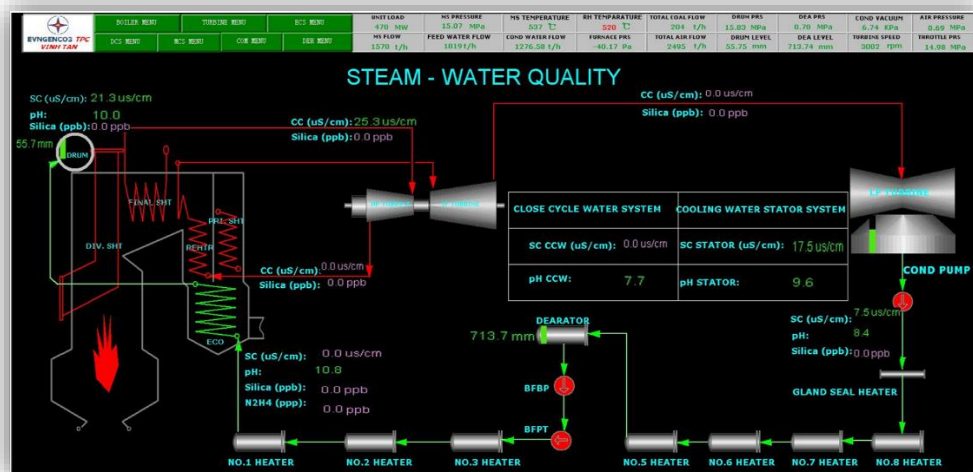 EVNGENCO3 TPC
VINH TAN
BOILER MENU
TURBINE MENU
ECS MENU
DCS MENU
MCS MENU
COM MENU
DEH MENU
UNIT LOAD
470 MW
MS PRESSURE
15.07 MPa
MS TEMPERATURE
537 ℃
RH TEMPARATURE
520 ℃
TOTAL COAL FLOW
204 t/h
DRUM PRS
15.83 MPa
DEA PRS
0.70 MPa
COND VACUUM
6.74 KPa
AIR PRESSURE
0.69 MPa
MS FLOW
1570 t/h
FEED WATER FLOW
1819t/h
COND WATER FLOW
1276.58 t/h
FURNACE PRS
-40.17 Pa
TOTAL AIR FLOW
2495 t/h
DRUM LEVEL
55.75 mm
DEA LEVEL
713.74 mm
TURBINE SPEED
3002 rpm
THROTTLE PRS
14.98 MPa
STEAM - WATER QUALITY
SC (uS/cm): 21.3us/cm
pH: 10.0
Silica (ppb): 0.0 ppb
55.7 mm
DRUM
CC (uS/cm): 25.3us/cm
Silica (ppb): 0.0 ppb
CC (uS/cm): 0.0 us/cm
Silica (ppb): 0.0 ppb
FINAL SHT
PRI. SHT
DIV. SHT
REHTR
ECO
LP TURBINE
CLOSE CYCLE WATER SYSTEM
COOLING WATER STATOR SYSTEM
SC CCW (uS/cm): 0.0 us/cm
SC STATOR (uS/cm): 17.5 us/cm
pH CCW: 7.7
pH STATOR: 9.6
COND PUMP
CC (uS/cm): 0.0 us/cm
Silica (ppb): 0.0 ppb
SC (uS/cm): 7.5us/cm
pH: 8.4
Silica (ppb): 0.0 ppb
DEARATOR
713.7 mm
BFBP
BFPT
GLAND SEAL HEATER
SC (uS/cm): 0.0 us/cm
pH: 10.8
Silica (ppb): 0.0 ppb
N2H4 (ppp): 0.0 ppb
NO.1 HEATER
NO.2 HEATER
NO.3 HEATER
NO.5 HEATER
NO.6 HEATER
NO.7 HEATER
NO.8 HEATER